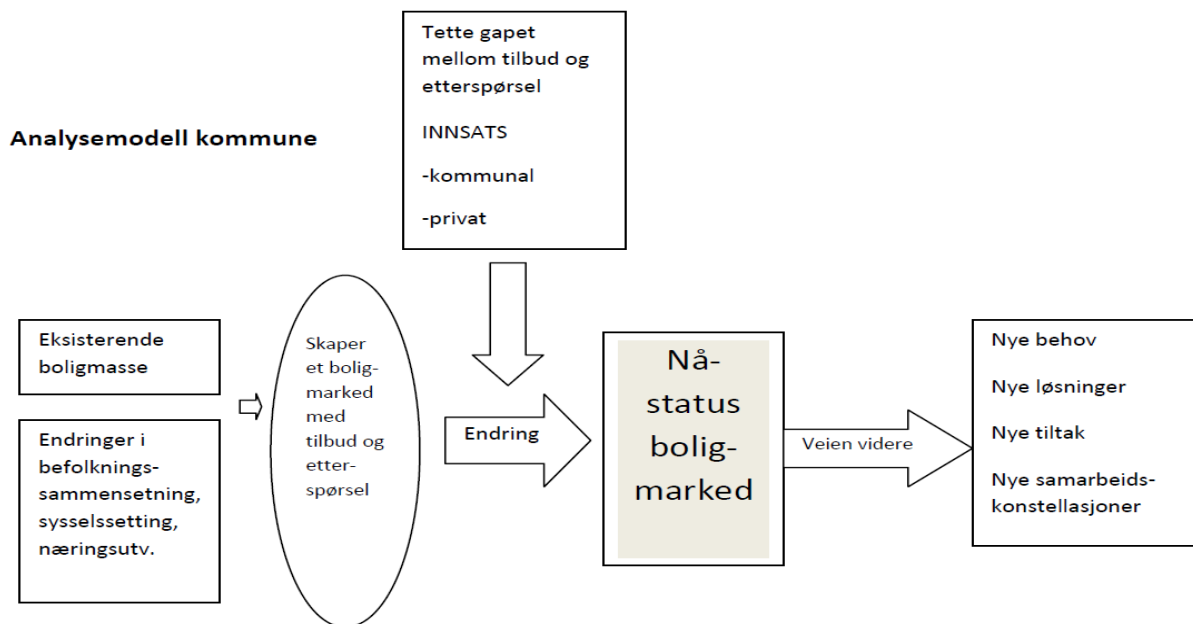 Tette gapet
mellom tilbud og
etterspørsel
INNSATS
-kommunal
-privat
Analysemodell kommune
Eksisterende
boligmasse
Endringer i
befolknings-
sammensetning,
sysselssetting,
næringsutv.
Skaper
et bolig-
marked
med
tilbud og
etter-
spørsel
Endring
Nå-
status
bolig-
marked
Veien videre
Nye behov
Nye løsninger
Nye tiltak
Nye samarbeids-
konstellasjoner